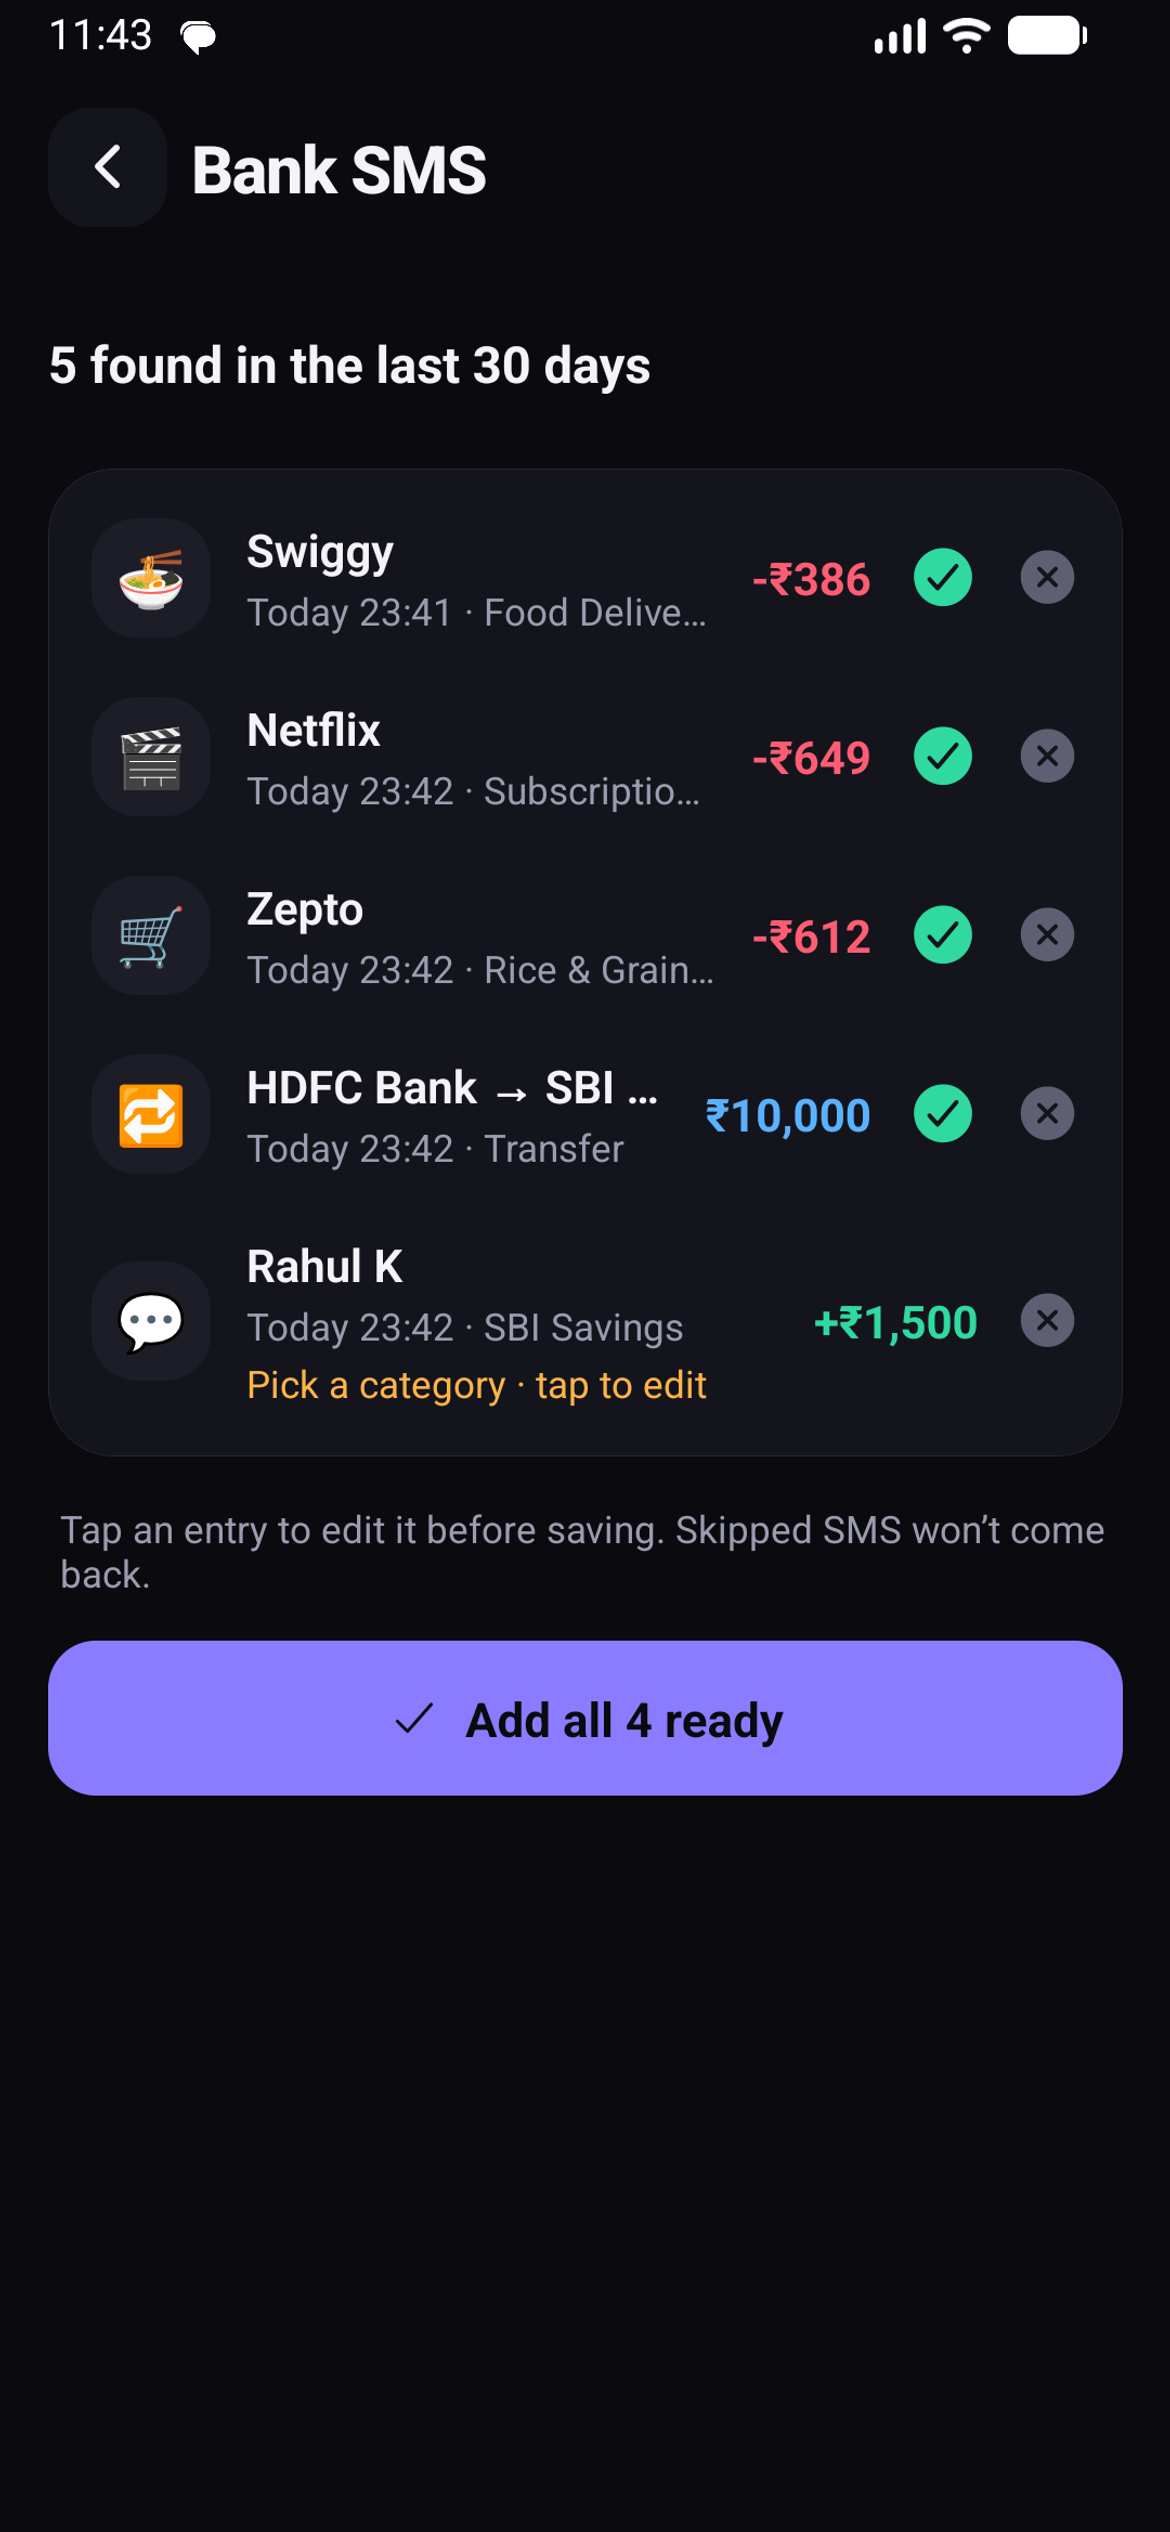 11:43
Bank SMS
5 found in the last 30 days
Swiggy
Today 23:41 · Food Delive...
-₹386
Netflix
Today 23:42 · Subscriptio...
-₹649
Zepto
Today 23:42 · Rice & Grain...
-₹612
HDFC Bank → SBI ...
Today 23:42 · Transfer
₹10,000
Rahul K
Today 23:42 · SBI Savings
Pick a category · tap to edit
+₹1,500
Tap an entry to edit it before saving. Skipped SMS won’t come
back.
Add all 4 ready